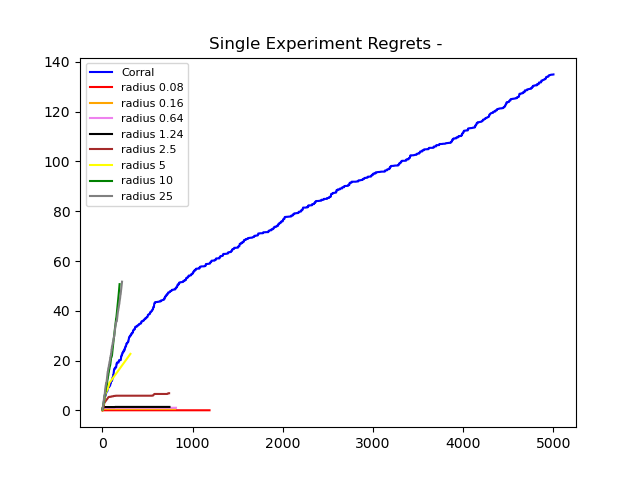 Single Experiment Regrets -
140
120
100
80
60
40
20
0
Corral
radius 0.08
radius 0.16
radius 0.64
radius 1.24
radius 2.5
radius 5
radius 10
radius 25
0 1000 2000 3000 4000 5000